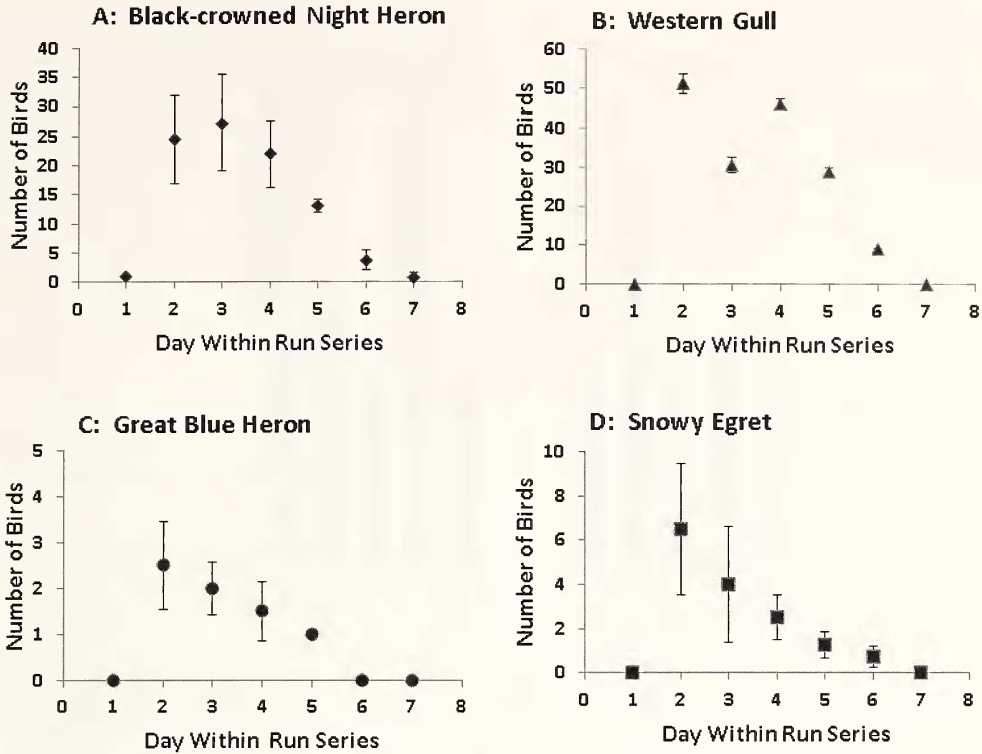 A: Black-crowned Night Heron
40
35
30
25
20
15
10
5
0
Number of Birds
0 1 2 3 4 5 6 7 8
Day Within Run Series
B: Western Gull
60
50
40
30
20
10
0
Number of Birds
0 1 2 3 4 5 6 7 8
Day Within Run Series
C: Great Blue Heron
5
4
3
2
1
0
Number of Birds
0 1 2 3 4 5 6 7 8
Day Within Run Series
D: Snowy Egret
10
8
6
4
2
0
Number of Birds
0 1 2 3 4 5 6 7 8
Day Within Run Series